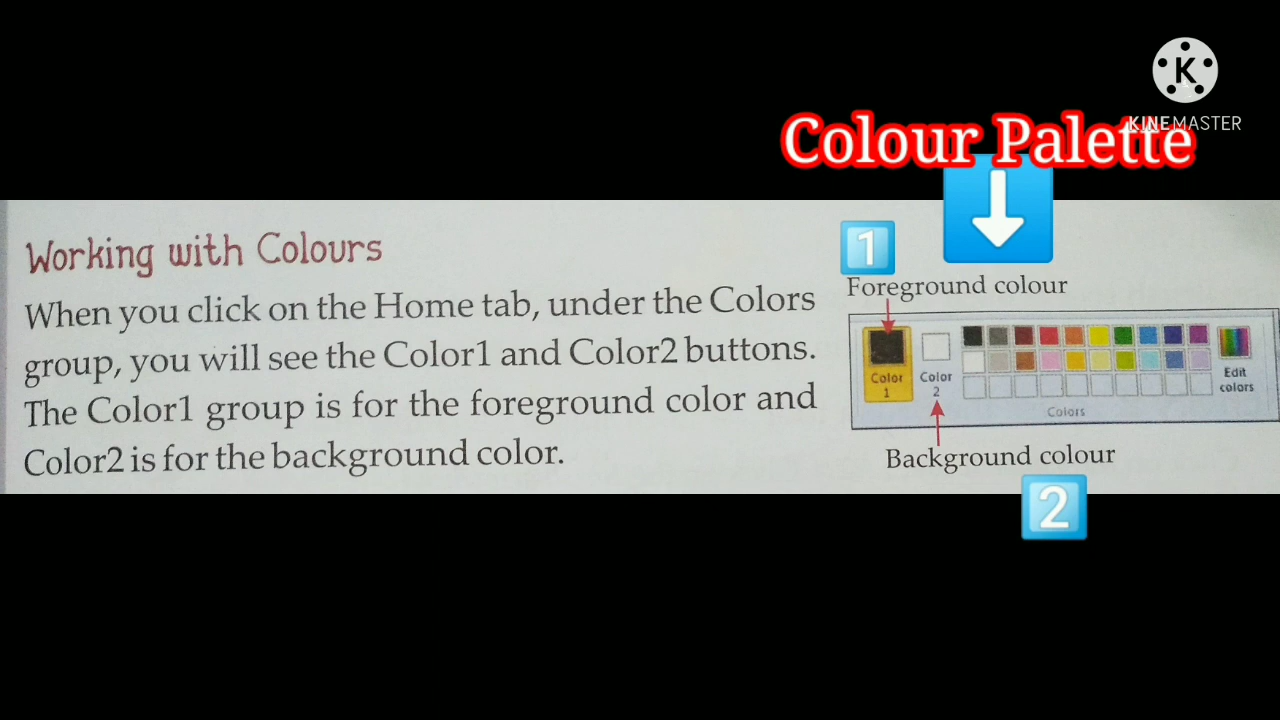 K
KINEMASTER
Colour Palette
1
Working with Colours
When you click on the Home tab, under the Colors
group, you will see the Color1 and Color2 buttons.
The Color1 group is for the foreground color and
Color2 is for the background color.
Foreground colour
Color
1
Color
2
Edit
colors
Colors
Background colour
2